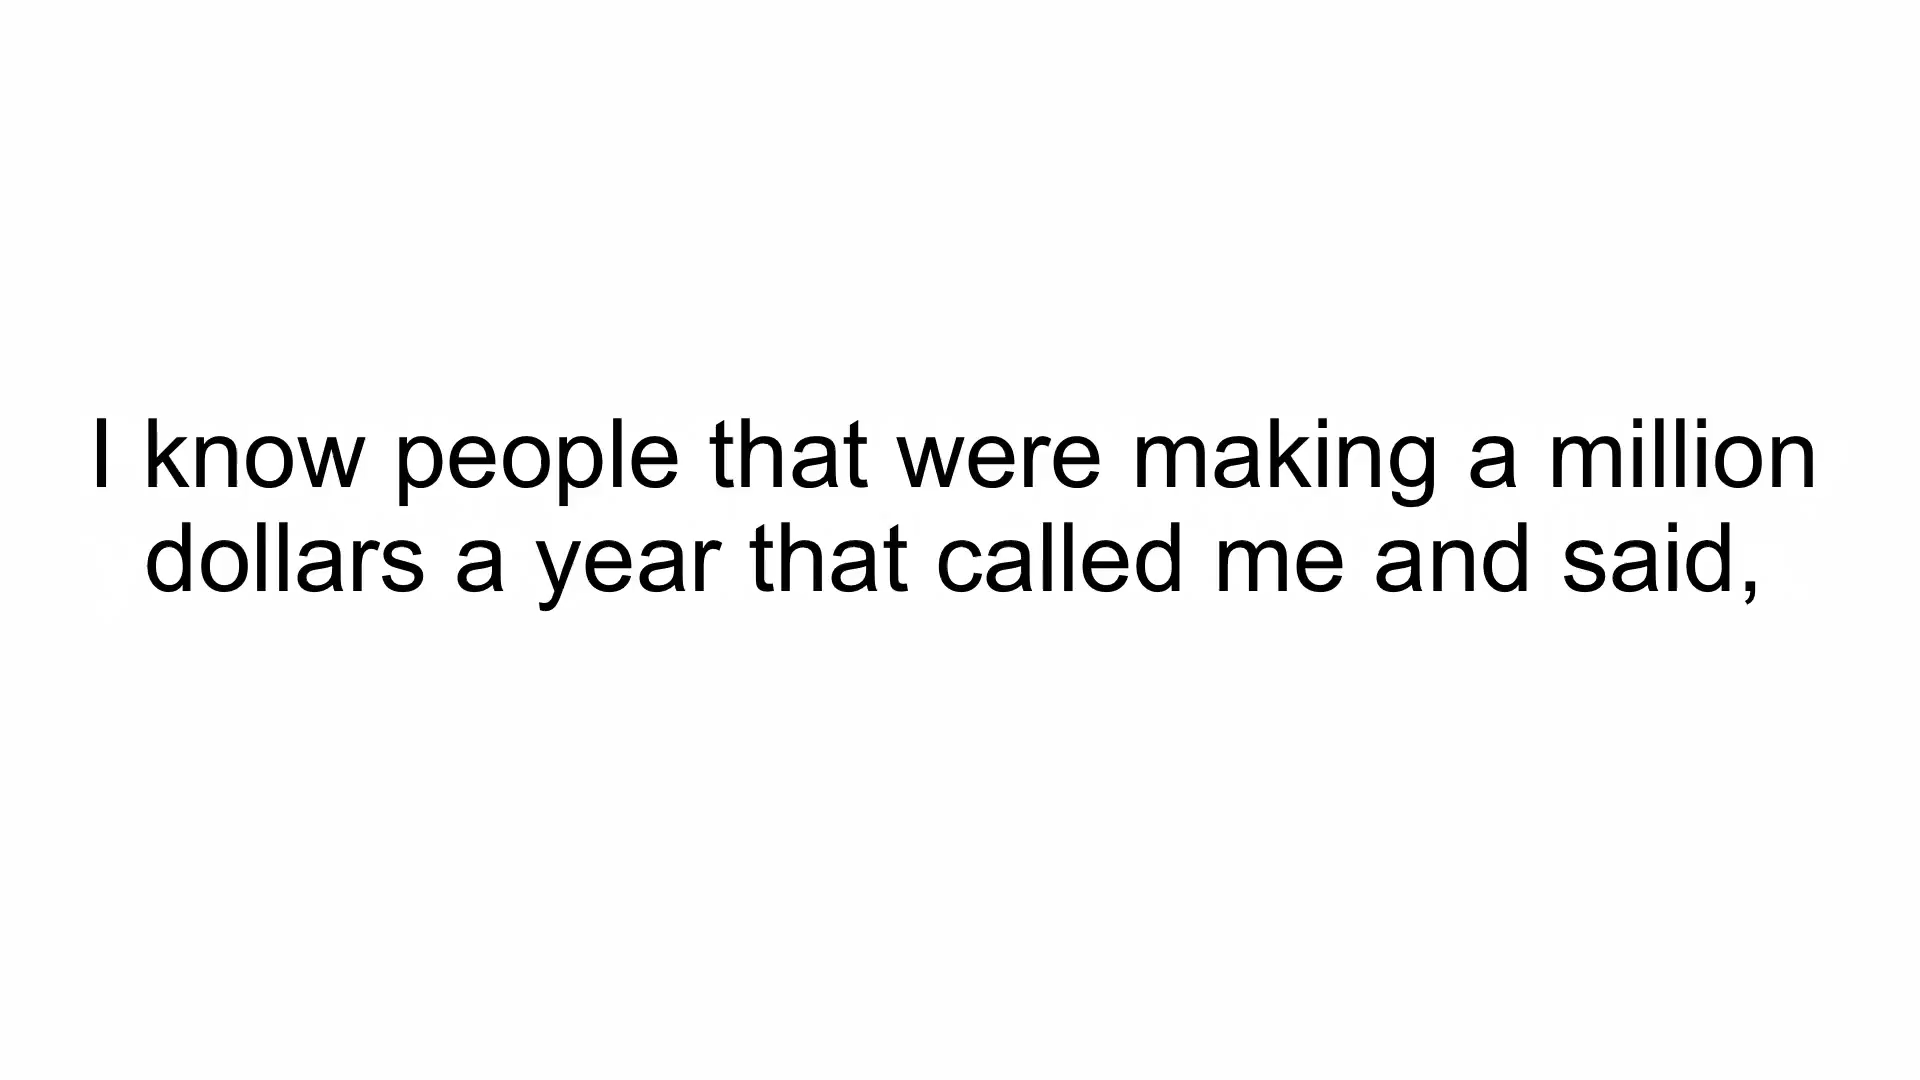 I know people that were making a million
dollars a year that called me and said,